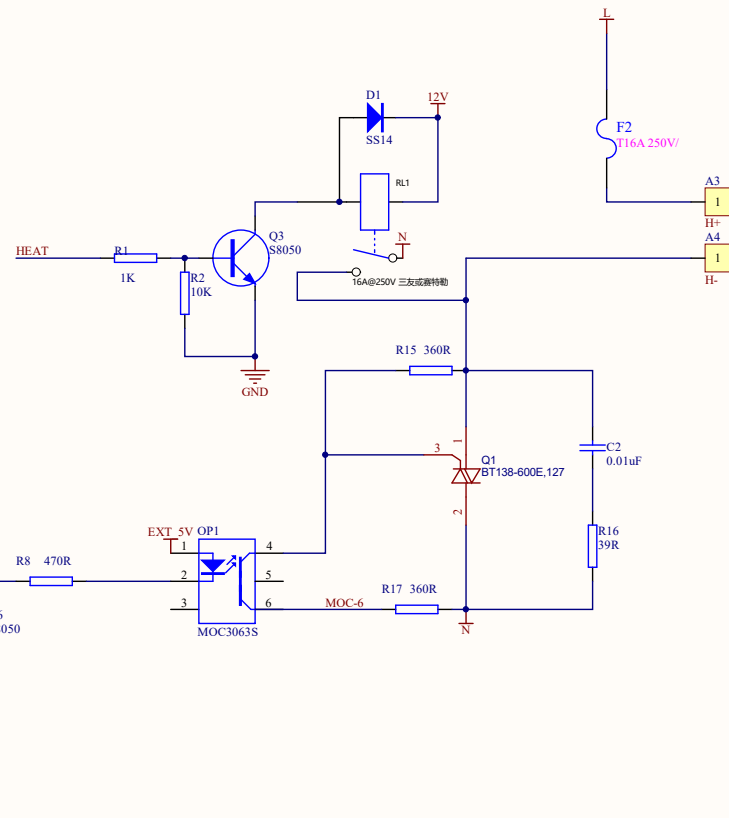 L
D1
12V
F2
T16A 250V/
SS14
A3
RL1
1
H+
Q3
S8050
N
A4
HEAT
R1
1
1K
R2
10K
16A@250V 三友或赛特勒
H-
R15 360R
GND
1
3
Q1
BT138-600E,127
C2
0.01uF
2
EXT_5V
OP1
R16
39R
1
4
R8 470R
2
5
R17 360R
3
6
MOC-6
8050
MOC3063S
N